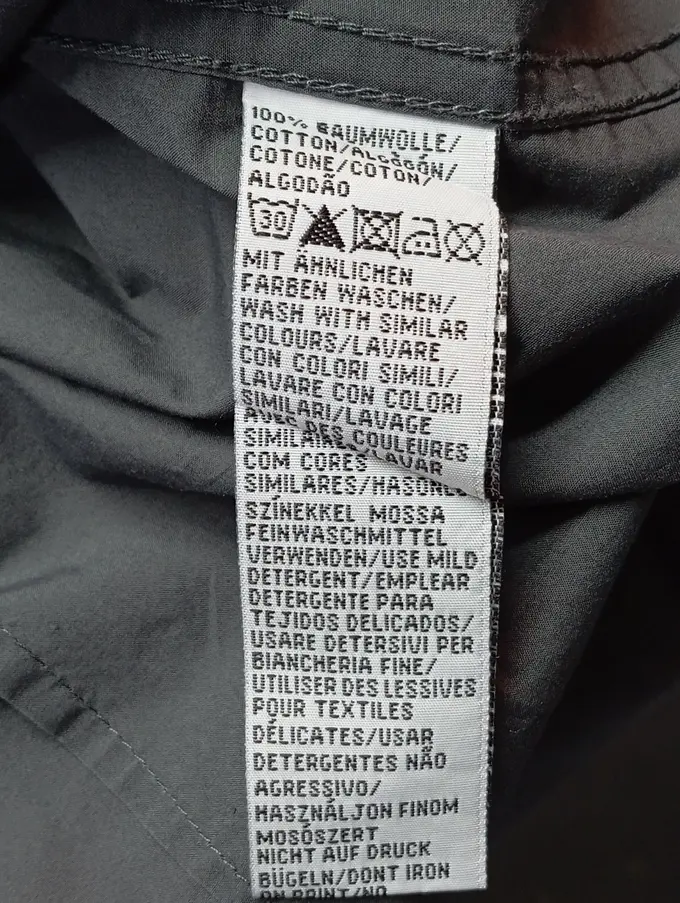 100% BAUMWOLLE/
COTTON/ALGODÓN/
COTONE/COTON/
ALGODÃO
30
MIT ÄHNLICHEN
FARBEN WASCHEN/
WASH WITH SIMILAR
COLOURS/LAVARE
CON COLORI SIMILI/
LAVARE CON COLORI
SIMILARI/LAVAGE
AVEC DES COULEURES
SIMILAIRES/LAVAR
COM CORES
SIMILARES/
SZÍNEKKEL MOSSA
FEINWASCHMITTEL
VERWENDEN/USE MILD
DETERGENT/EMPLEAR
DETERGENTE PARA
TEJIDOS DELICADOS/
USARE DETERSIVI PER
BIANCHERIA FINE/
UTILISER DES LESSIVES
POUR TEXTILES
DÉLICATES/USAR
DETERGENTES NÃO
AGRESSIVO/
HASZNÁLJON FINOM
MOSÓSZERT
NICHT AUF DRUCK
BÜGELN/DONT IRON
ON PRINT/NO